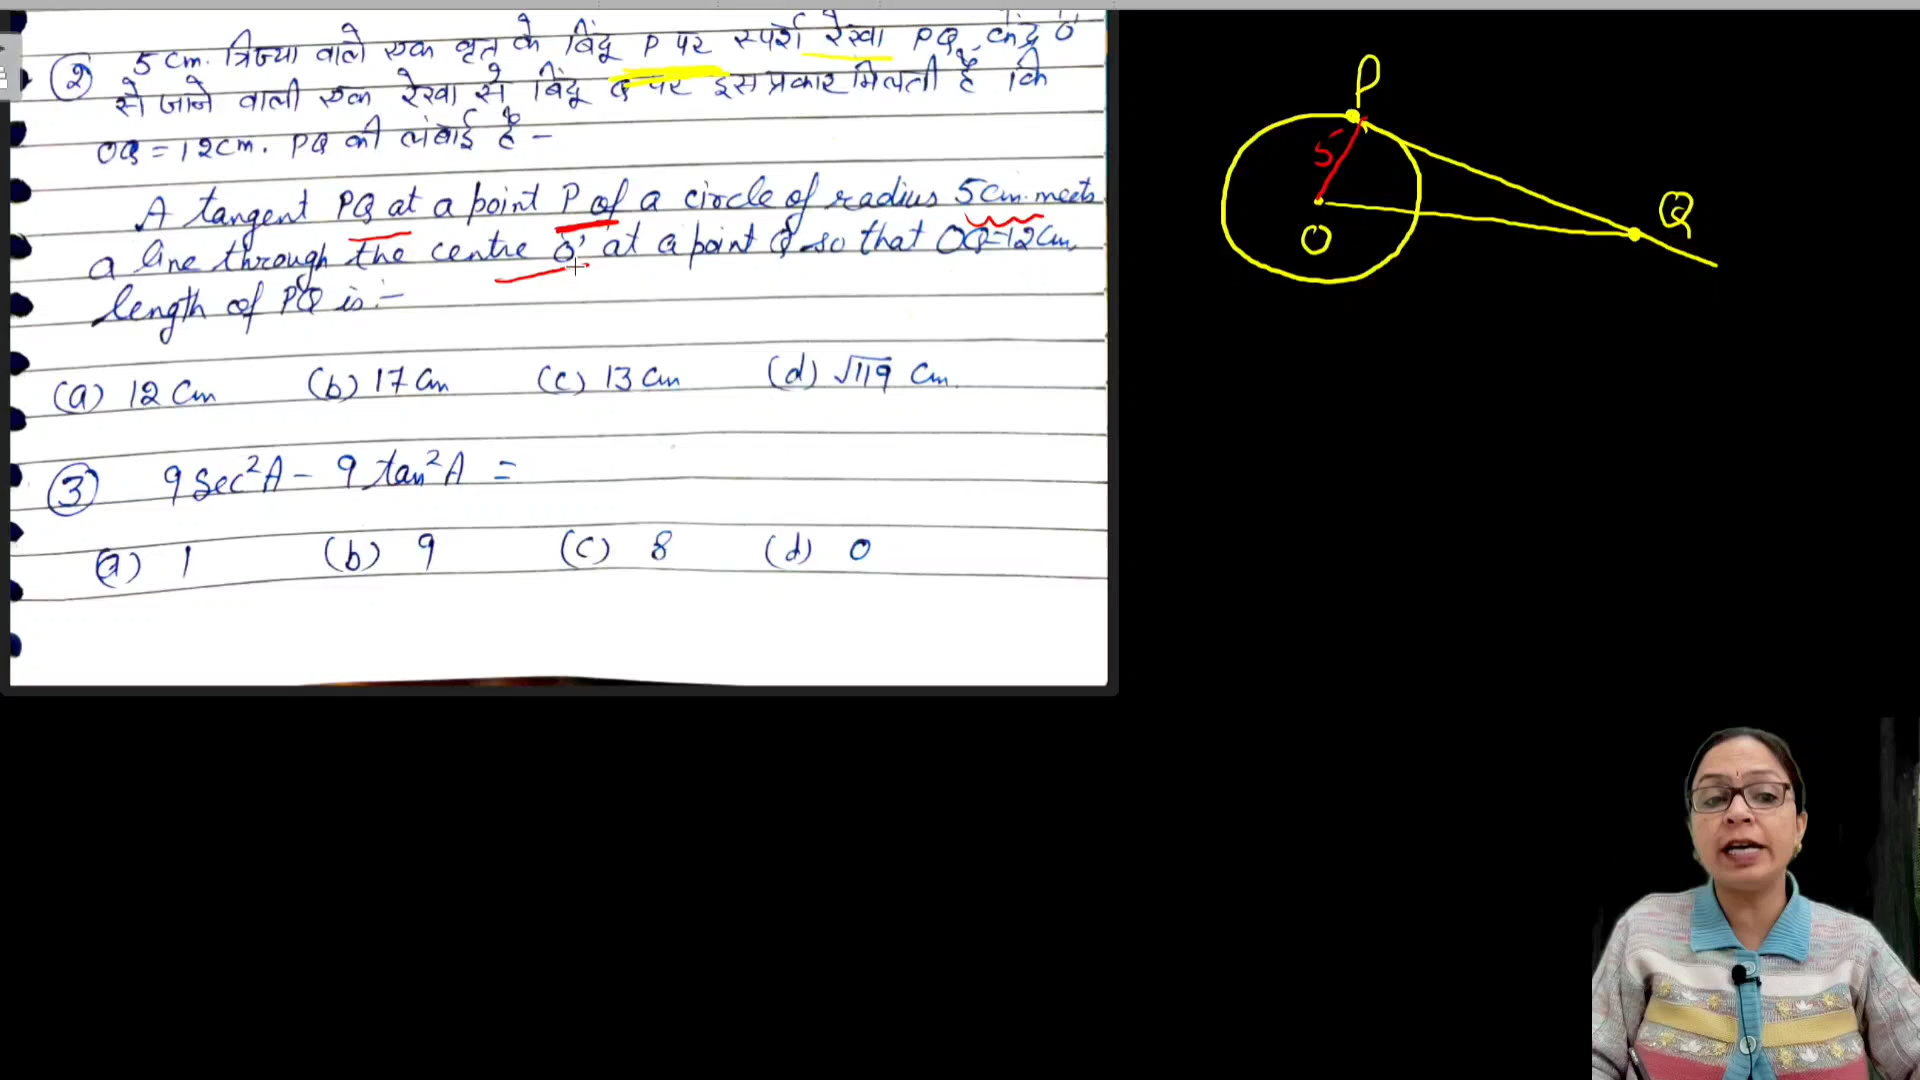 ② 5 cm. त्रिज्या वाले एक वृत के बिंदू P पर स्पर्श रेखा PQ केंद्र O
से जाने वाली एक रेखा से बिंदू Q पर इस प्रकार मिलती है कि
OQ = 12cm. PQ की लंबाई है -
A tangent PQ at a point P of a circle of radius 5cm. meets
a line through the centre 'O' at a point Q so that OQ=12cm.
length of PQ is :-
(a) 12 Cm (b) 17 Cm (c) 13 Cm (d) √119 Cm.
③ 9 Sec²A - 9 tan²A =
(a) 1 (b) 9 (c) 8 (d) 0
P
5
O
Q